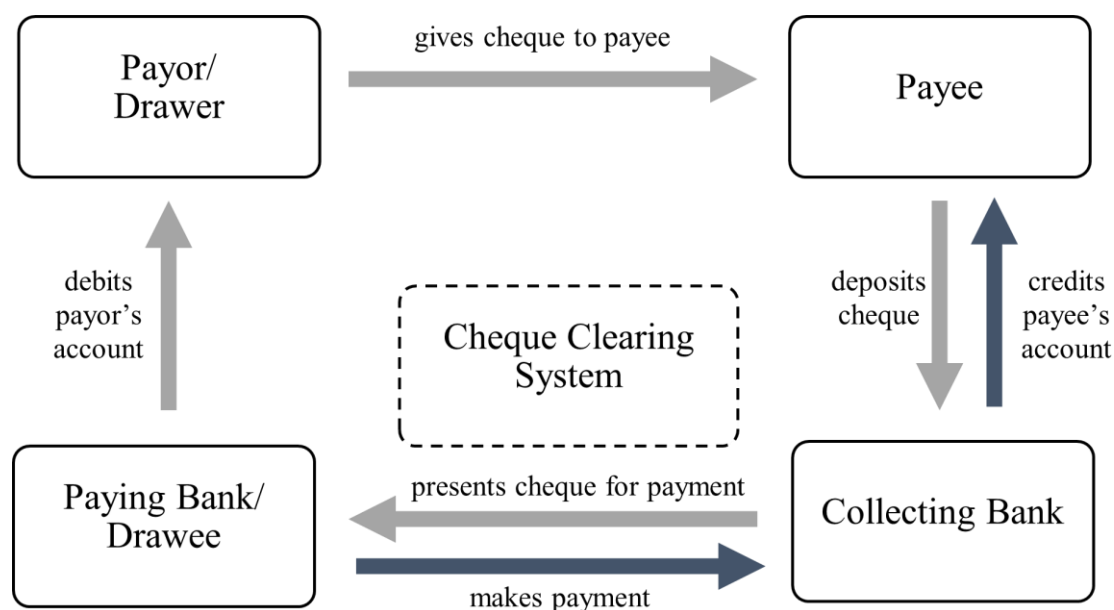 gives cheque to payee
Payor/
Drawer
Payee
debits
payor’s
account
Cheque Clearing
System
deposits
cheque
credits
payee’s
account
Paying Bank/
Drawee
presents cheque for payment
Collecting Bank
makes payment